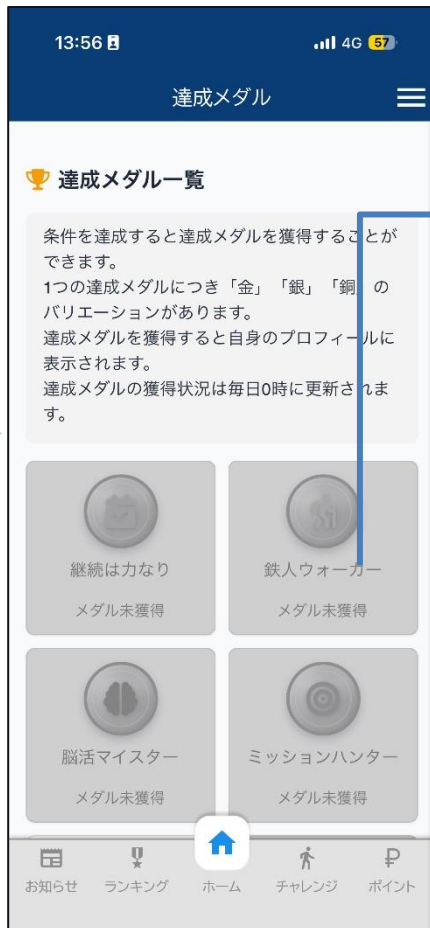 13:56 4G 57
達成メダル
達成メダル一覧
条件を達成すると達成メダルを獲得することが
できます。
1つの達成メダルにつき「金」「銀」「銅」の
バリエーションがあります。
達成メダルを獲得すると自身のプロフィールに
表示されます。
達成メダルの獲得状況は毎日0時に更新されま
す。
継続は力なり 鉄人ウォーカー
メダル未獲得 メダル未獲得
脳活マイスター ミッションハンター
メダル未獲得 メダル未獲得
お知らせ ランキング ホーム チャレンジ ポイント